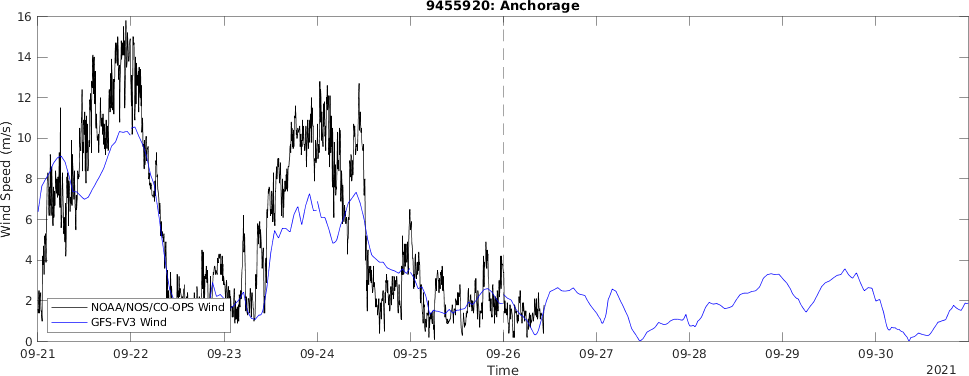 9455920: Anchorage
Wind Speed (m/s)
16
14
12
10
8
6
4
2
0
NOAA/NOS/CO-OPS Wind
GFS-FV3 Wind
09-21 09-22 09-23 09-24 09-25 09-26 09-27 09-28 09-29 09-30
Time
2021